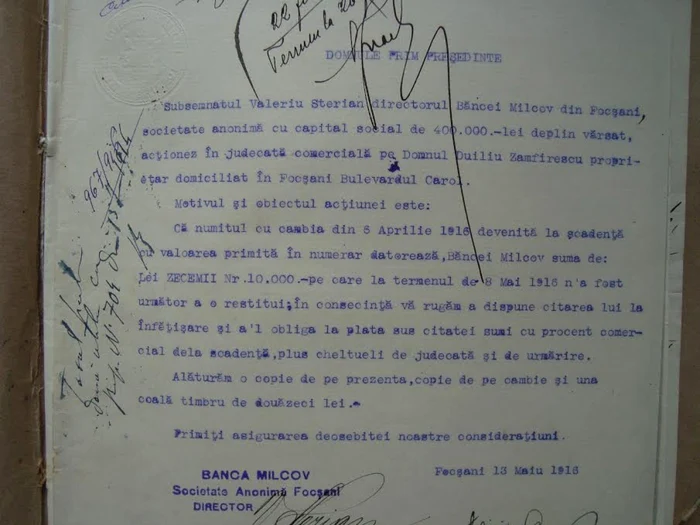 22
Termin la 20
DOMNULE PRIM PREŞEDINTE
Subsemnatul Valeriu Sterian directorul Băncei Milcov din Focşani,
societate anonimă cu capital social de 400.000.-lei deplin vărsat,
acţionez în judecată comercială pe Domnul Duiliu Zamfirescu propri-
etar domiciliat în Focşani Bulevardul Carol.
Motivul şi obiectul acţiunei este:
Că numitul cu cambia din 5 Aprilie 1916 devenită la scadenţă
cu valoarea primită în numerar datorează,Băncei Milcov suma de:
Lei ZECEMII Nr.10.000.-pe care la termenul de 8 Mai 1916 n'a fost
următor a o restitui;în consecinţă vă rugăm a dispune citarea lui la
înfăţişare şi a'l obliga la plata sus citatei sumi cu procent comer-
cial dela scadenţă,plus cheltueli de judecată şi de urmărire.
Alăturăm o copie de pe prezenta,copie de pe cambie şi una
coală timbru de douăzeci lei.-
Primiţi asigurarea deosebitei noastre consideraţiuni.
Focşani 13 Maiu 1916
BANCA MILCOV
Societate Anonimă Focşani
DIRECTOR